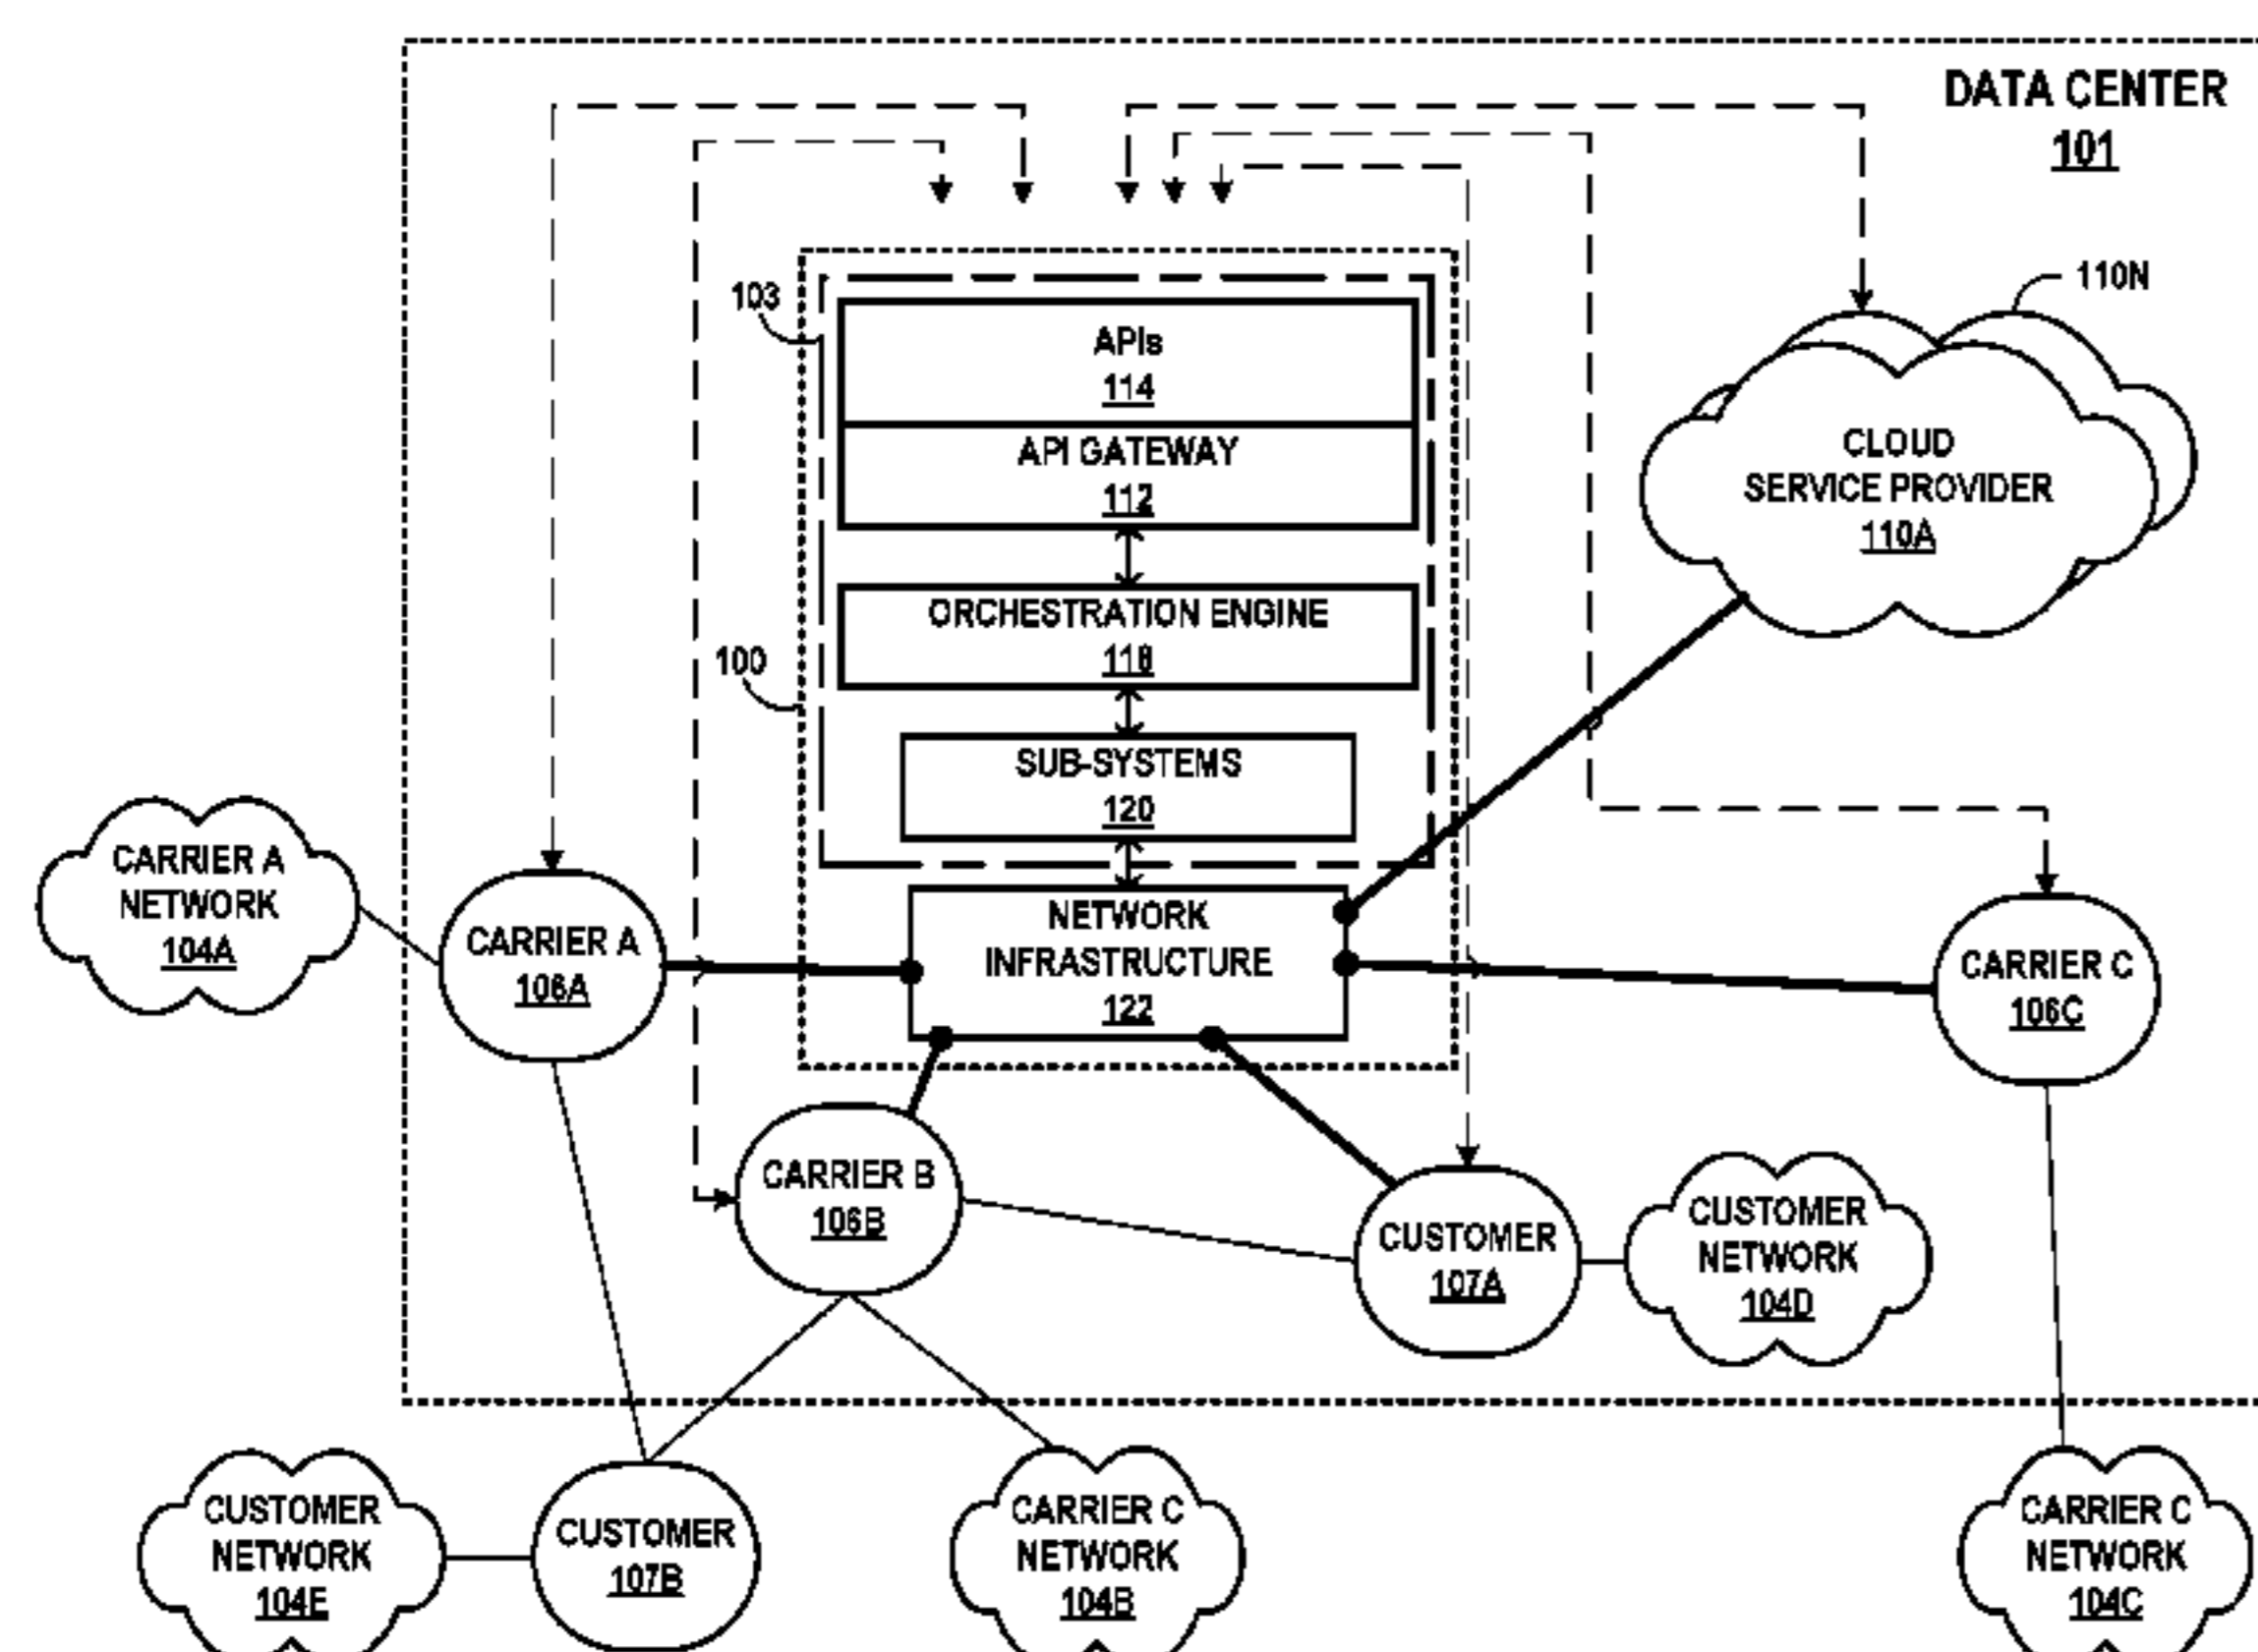 DATA CENTER
101
110N
103
APIs
114
API GATEWAY
112
CLOUD
SERVICE PROVIDER
110A
ORCHESTRATION ENGINE
118
100
SUB-SYSTEMS
120
CARRIER A
NETWORK
104A
CARRIER A
106A
NETWORK
INFRASTRUCTURE
122
CARRIER C
106C
CARRIER B
106B
CUSTOMER
107A
CUSTOMER
NETWORK
104D
CUSTOMER
NETWORK
104E
CUSTOMER
107B
CARRIER C
NETWORK
104B
CARRIER C
NETWORK
104C